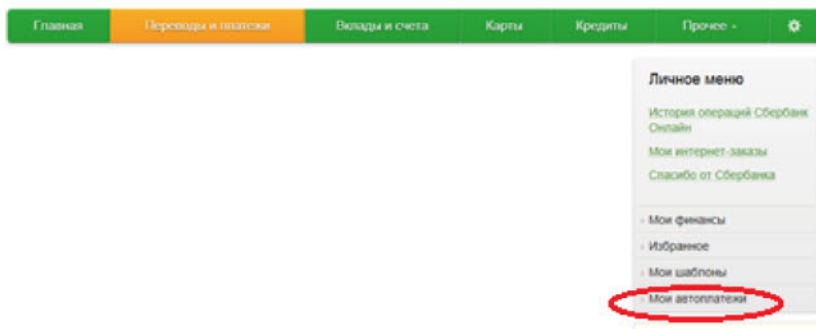 Главная Переводы и платежи Вклады и счета Карты Кредиты Прочее
Личное меню
История операций Сбербанк
Онлайн
Мои интернет-заказы
Спасибо от Сбербанка
Мои финансы
Избранное
Мои шаблоны
Мои автоплатежи